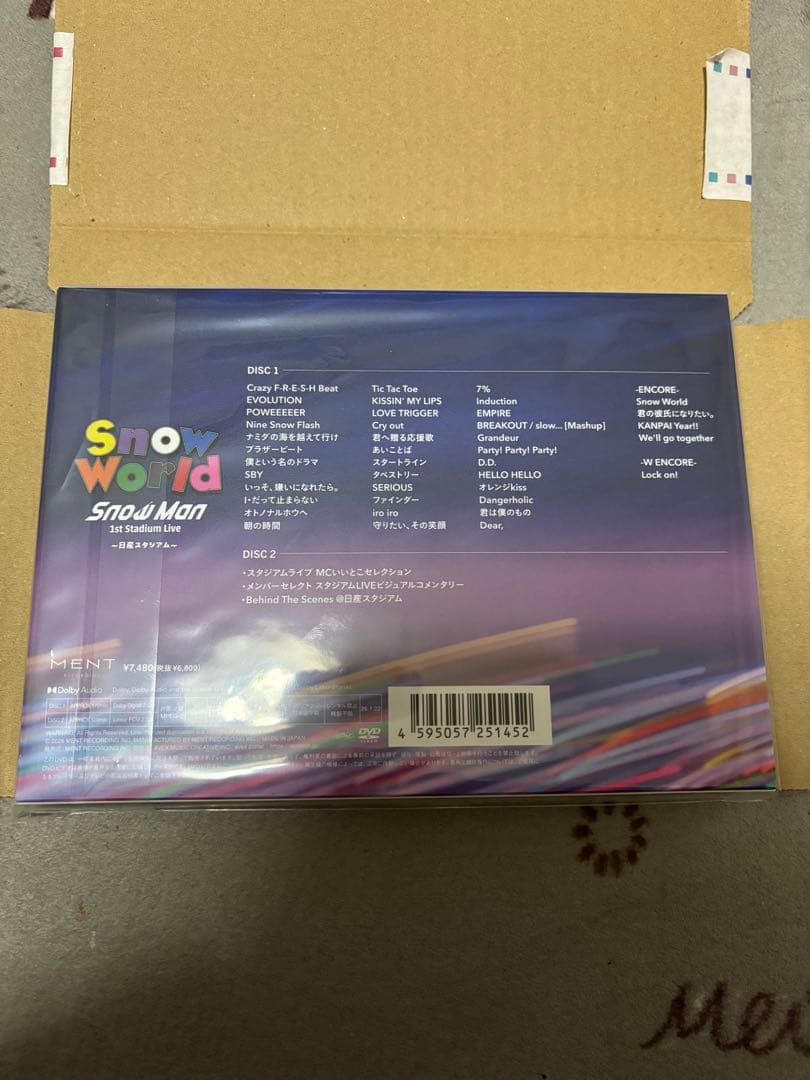 DISC 1
Crazy F-R-E-S-H Beat
EVOLUTION
POWEEEEER
Nine Snow Flash
ナミダの海を越えて行け
ブラザービート
僕という名のドラマ
SBY
いっそ、嫌いになれたら。
I・だって止まらない
オトノナルホウヘ
朝の時間
Tic Tac Toe
KISSIN' MY LIPS
LOVE TRIGGER
Cry out
君へ贈る応援歌
あいことば
スタートライン
タペストリー
SERIOUS
ファインダー
iro iro
守りたい、その笑顔
7%
Induction
EMPIRE
BREAKOUT / slow... [Mashup]
Grandeur
Party! Party! Party!
D.D.
HELLO HELLO
オレンジkiss
Dangerholic
君は僕のもの
Dear,
-ENCORE-
Snow World
君の彼氏になりたい。
KANPAI Year!!
We'll go together
-W ENCORE-
Lock on!
Snow
World
Snow Man
1st Stadium Live
～日産スタジアム～
DISC 2
・スタジアムライブ MCいいとこセレクション
・メンバーセレクト スタジアムLIVEビジュアルコメンタリー
・Behind The Scenes @日産スタジアム
MENT
¥7,480(税抜 ¥6,800)
Dolby Audio
26.1.22
DVD
4 595057 251452
Mer